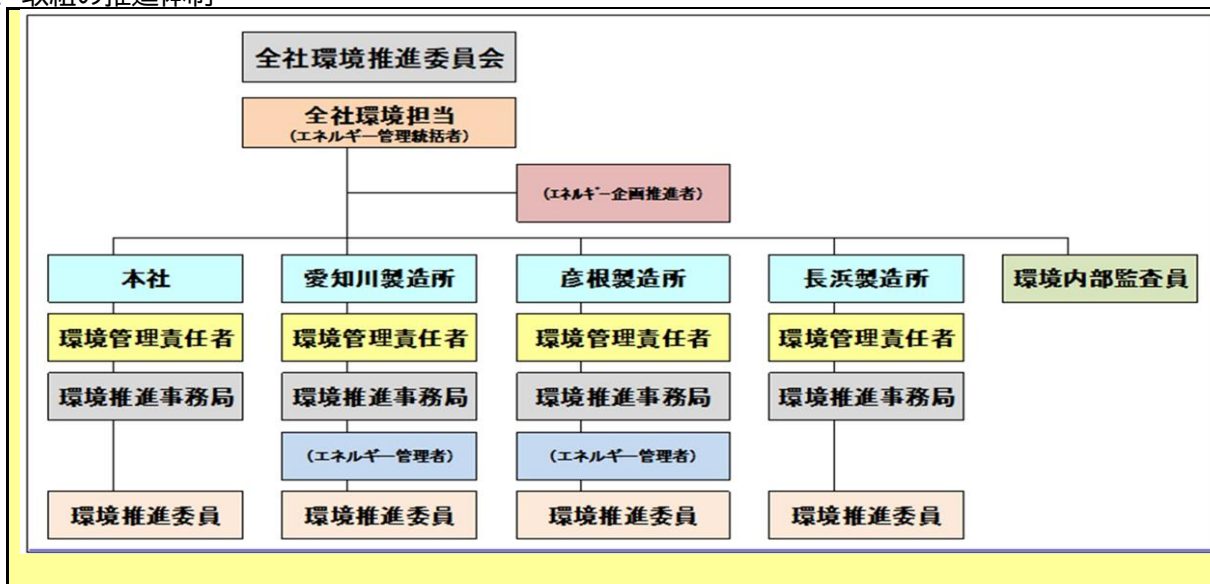 取組の推進体制
全社環境推進委員会
全社環境担当
(エネルギー管理統括者)
(エネルギー企画推進者)
本社
愛知川製造所
彦根製造所
長浜製造所
環境内部監査員
環境管理責任者
環境管理責任者
環境管理責任者
環境管理責任者
環境推進事務局
環境推進事務局
環境推進事務局
環境推進事務局
(エネルギー管理者)
(エネルギー管理者)
環境推進委員
環境推進委員
環境推進委員
環境推進委員